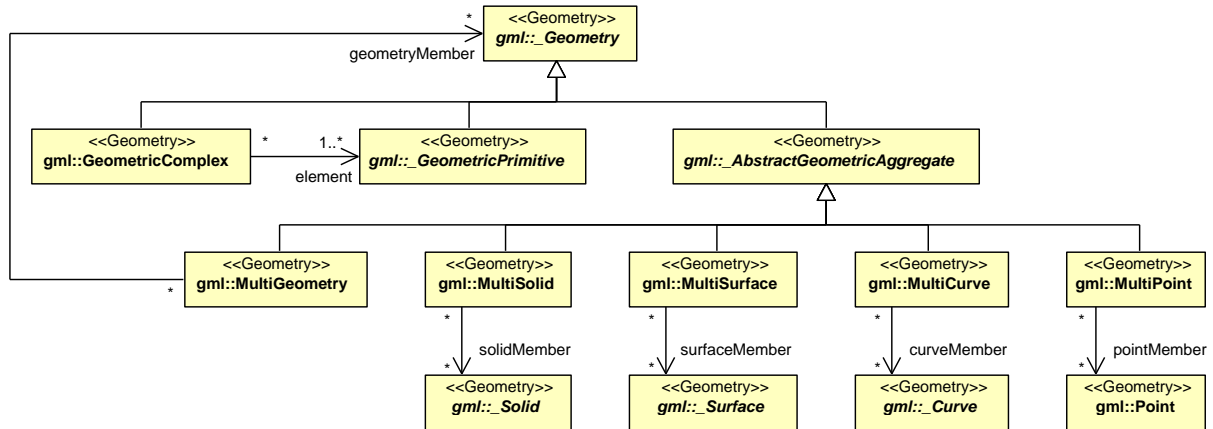 <<Geometry>>
gml::_Geometry
*
geometryMember
<<Geometry>>
gml::GeometricComplex
*
1..*
element
<<Geometry>>
gml::_GeometricPrimitive
<<Geometry>>
gml::_AbstractGeometricAggregate
<<Geometry>>
gml::MultiGeometry
*
<<Geometry>>
gml::MultiSolid
<<Geometry>>
gml::MultiSurface
<<Geometry>>
gml::MultiCurve
<<Geometry>>
gml::MultiPoint
*
solidMember
*
*
surfaceMember
*
*
curveMember
*
*
pointMember
*
<<Geometry>>
gml::_Solid
<<Geometry>>
gml::_Surface
<<Geometry>>
gml::_Curve
<<Geometry>>
gml::Point